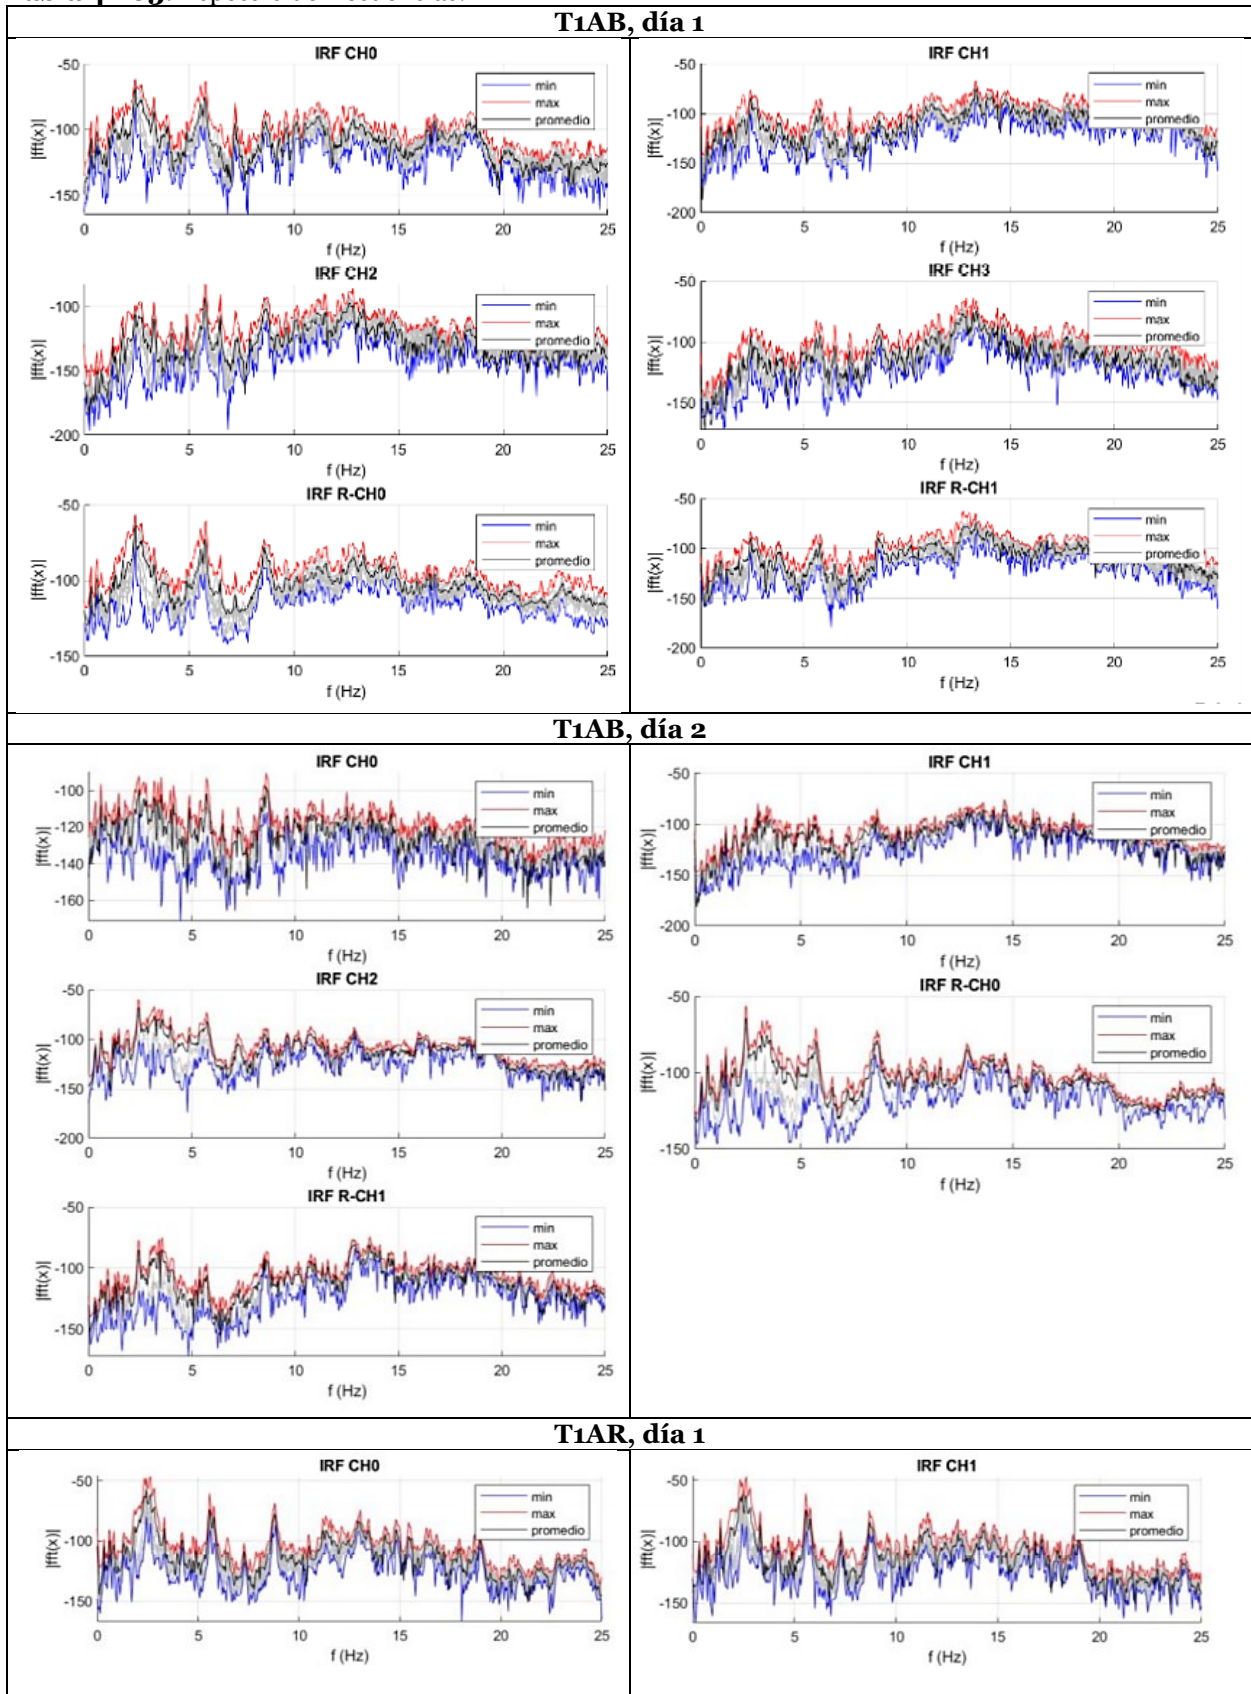 T1AB, día 1
IRF CH0
-50
-100
-150
|fft(x)|
min
max
promedio
0 5 10 15 20 25
f (Hz)
IRF CH2
-100
-150
-200
|fft(x)|
min
max
promedio
0 5 10 15 20 25
f (Hz)
IRF R-CH0
-50
-100
-150
|fft(x)|
min
max
promedio
0 5 10 15 20 25
f (Hz)
IRF CH1
-50
-100
-150
-200
|fft(x)|
min
max
promedio
0 5 10 15 20 25
f (Hz)
IRF CH3
-50
-100
-150
|fft(x)|
min
max
promedio
0 5 10 15 20 25
f (Hz)
IRF R-CH1
-50
-100
-150
-200
|fft(x)|
min
max
promedio
0 5 10 15 20 25
f (Hz)
T1AB, día 2
IRF CH0
-100
-120
-140
-160
|fft(x)|
min
max
promedio
0 5 10 15 20 25
f (Hz)
IRF CH2
-50
-100
-150
-200
|fft(x)|
min
max
promedio
0 5 10 15 20 25
f (Hz)
IRF R-CH1
-50
-100
-150
|fft(x)|
min
max
promedio
0 5 10 15 20 25
f (Hz)
IRF CH1
-50
-100
-150
-200
|fft(x)|
min
max
promedio
0 5 10 15 20 25
f (Hz)
IRF R-CH0
-50
-100
-150
|fft(x)|
min
max
promedio
0 5 10 15 20 25
f (Hz)
T1AR, día 1
IRF CH0
-50
-100
-150
|fft(x)|
min
max
promedio
0 5 10 15 20 25
f (Hz)
IRF CH1
-50
-100
-150
|fft(x)|
min
max
promedio
0 5 10 15 20 25
f (Hz)